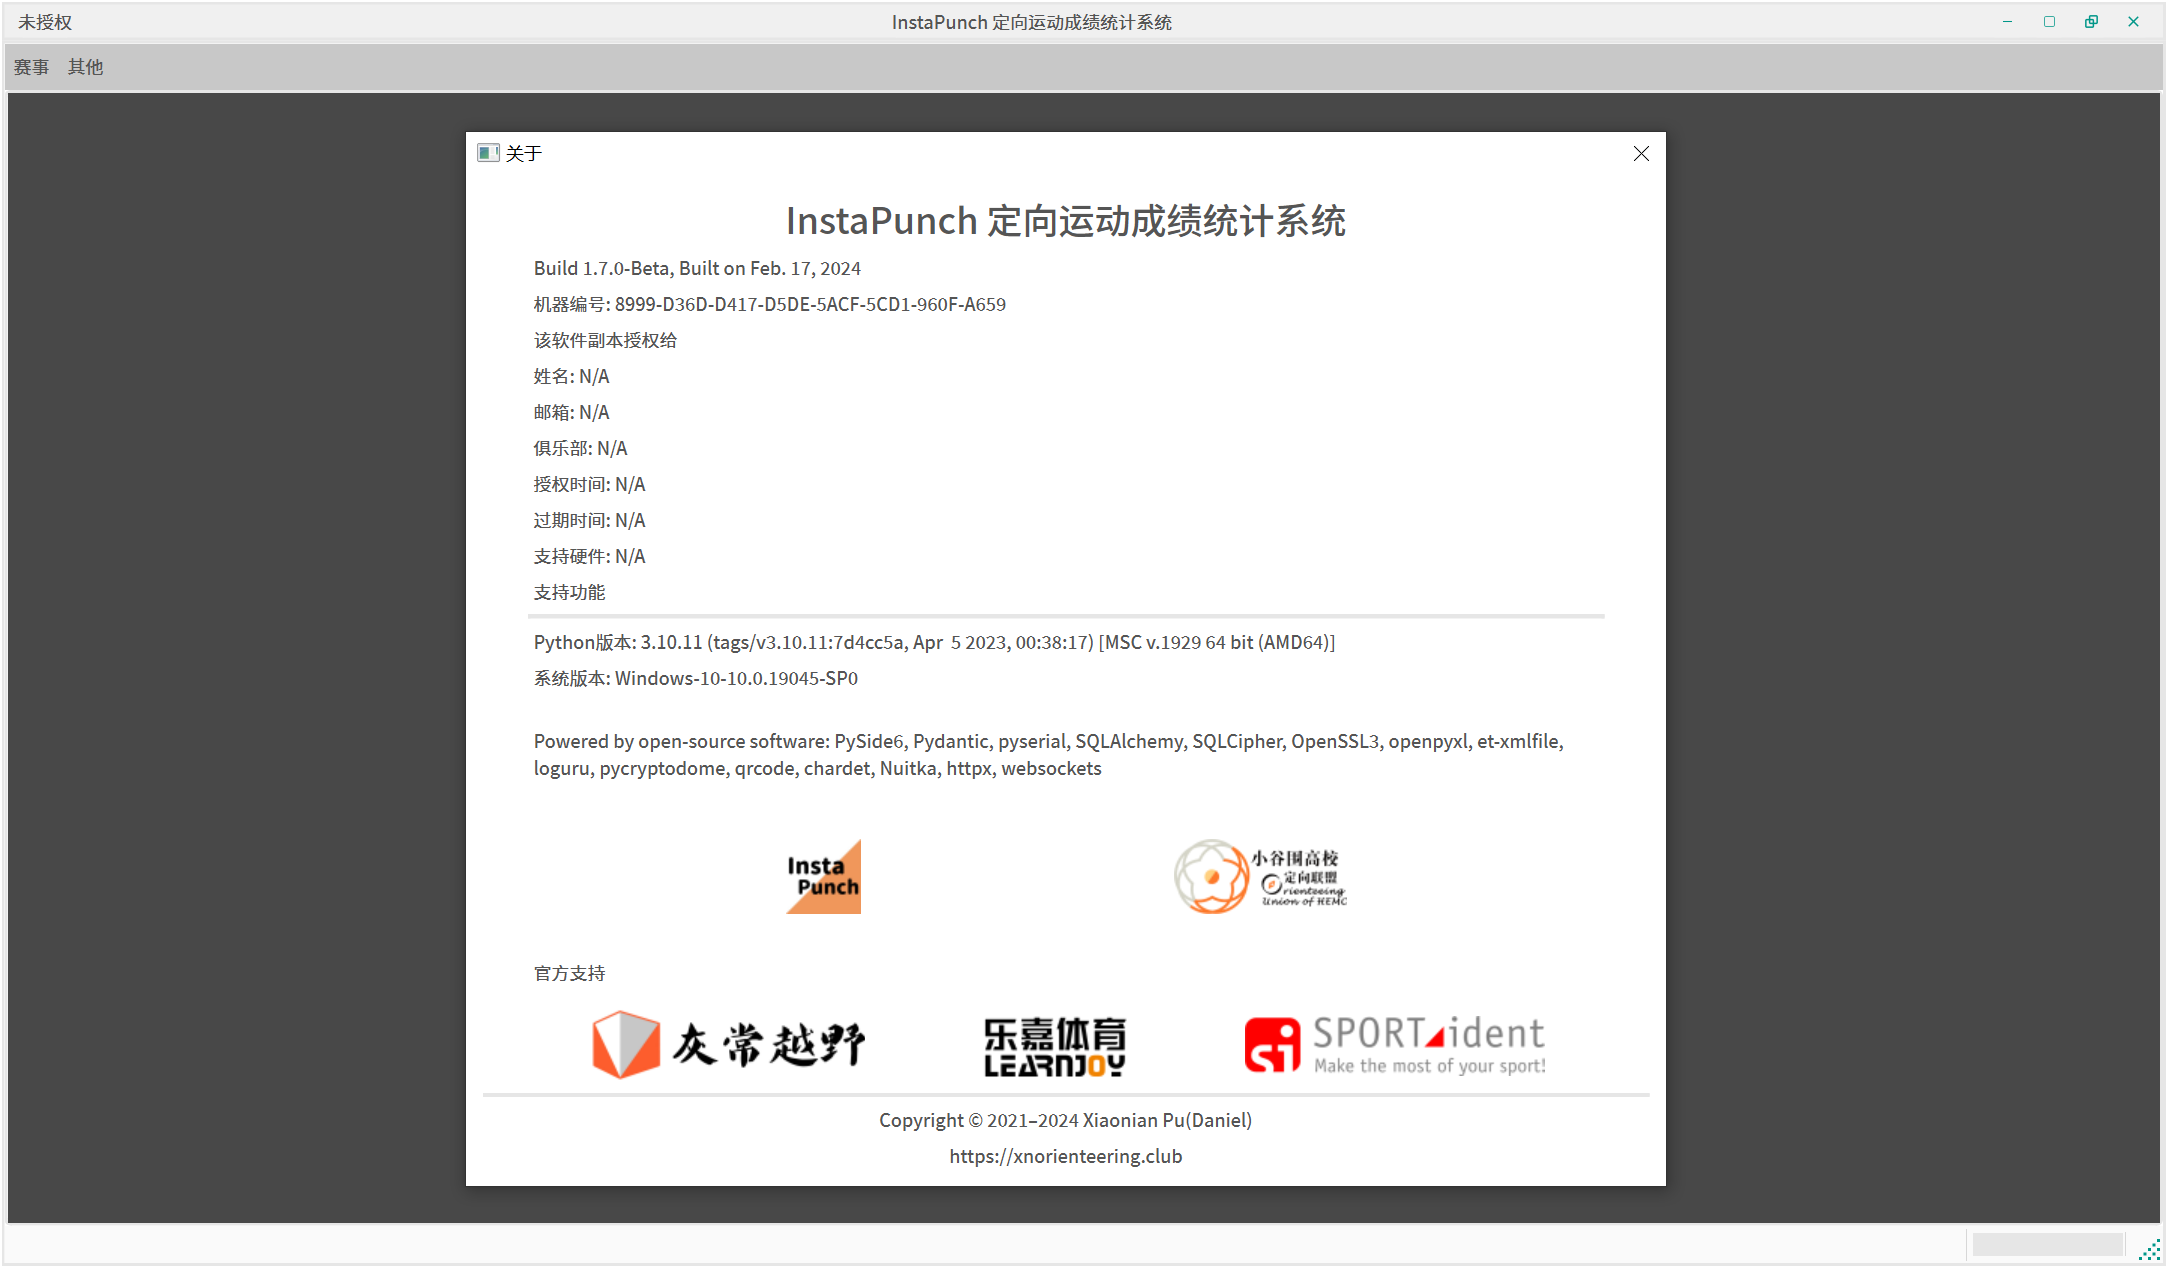 未授权
InstaPunch 定向运动成绩统计系统
赛事 其他
关于
InstaPunch 定向运动成绩统计系统
Build 1.7.0-Beta, Built on Feb. 17, 2024
机器编号: 8999-D36D-D417-D5DE-5ACF-5CD1-960F-A659
该软件副本授权给
姓名: N/A
邮箱: N/A
俱乐部: N/A
授权时间: N/A
过期时间: N/A
支持硬件: N/A
支持功能
Python版本: 3.10.11 (tags/v3.10.11:7d4cc5a, Apr  5 2023, 00:38:17) [MSC v.1929 64 bit (AMD64)]
系统版本: Windows-10-10.0.19045-SP0
Powered by open-source software: PySide6, Pydantic, pyserial, SQLAlchemy, SQLCipher, OpenSSL3, openpyxl, et-xmlfile,
loguru, pycryptodome, qrcode, chardet, Nuitka, httpx, websockets
Insta
Punch
小谷围高校
定向联盟
Orienteering
Union of HEMC
官方支持
灰常越野
乐嘉体育
LEARNJOY
si
SPORTident
Make the most of your sport!
Copyright © 2021–2024 Xiaonian Pu(Daniel)
https://xnorienteering.club